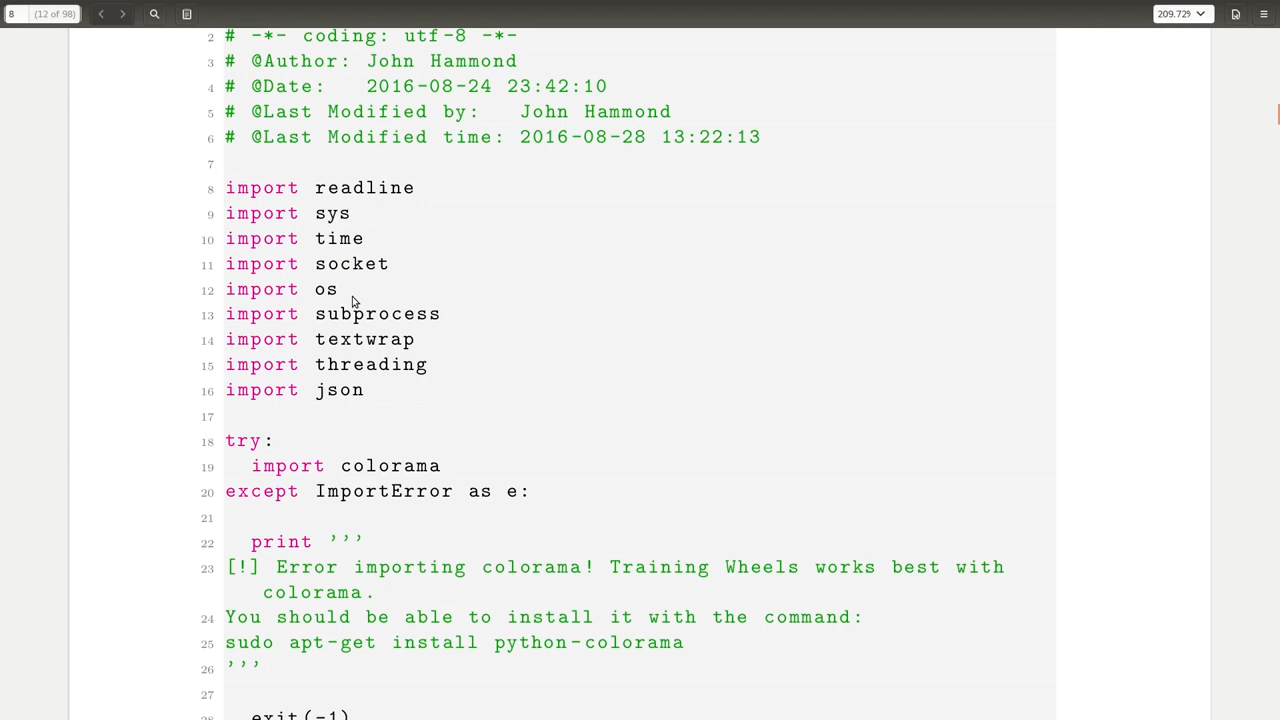 8 (12 of 98) 209.72%
2 # -*- coding: utf-8 -*-
3 # @Author: John Hammond
4 # @Date:   2016-08-24 23:42:10
5 # @Last Modified by:   John Hammond
6 # @Last Modified time: 2016-08-28 13:22:13
7
8 import readline
9 import sys
10 import time
11 import socket
12 import os
13 import subprocess
14 import textwrap
15 import threading
16 import json
17
18 try:
19   import colorama
20 except ImportError as e:
21
22   print '''
23 [!] Error importing colorama! Training Wheels works best with
colorama.
24 You should be able to install it with the command:
25 sudo apt-get install python-colorama
26 '''
27
28   exit(-1)